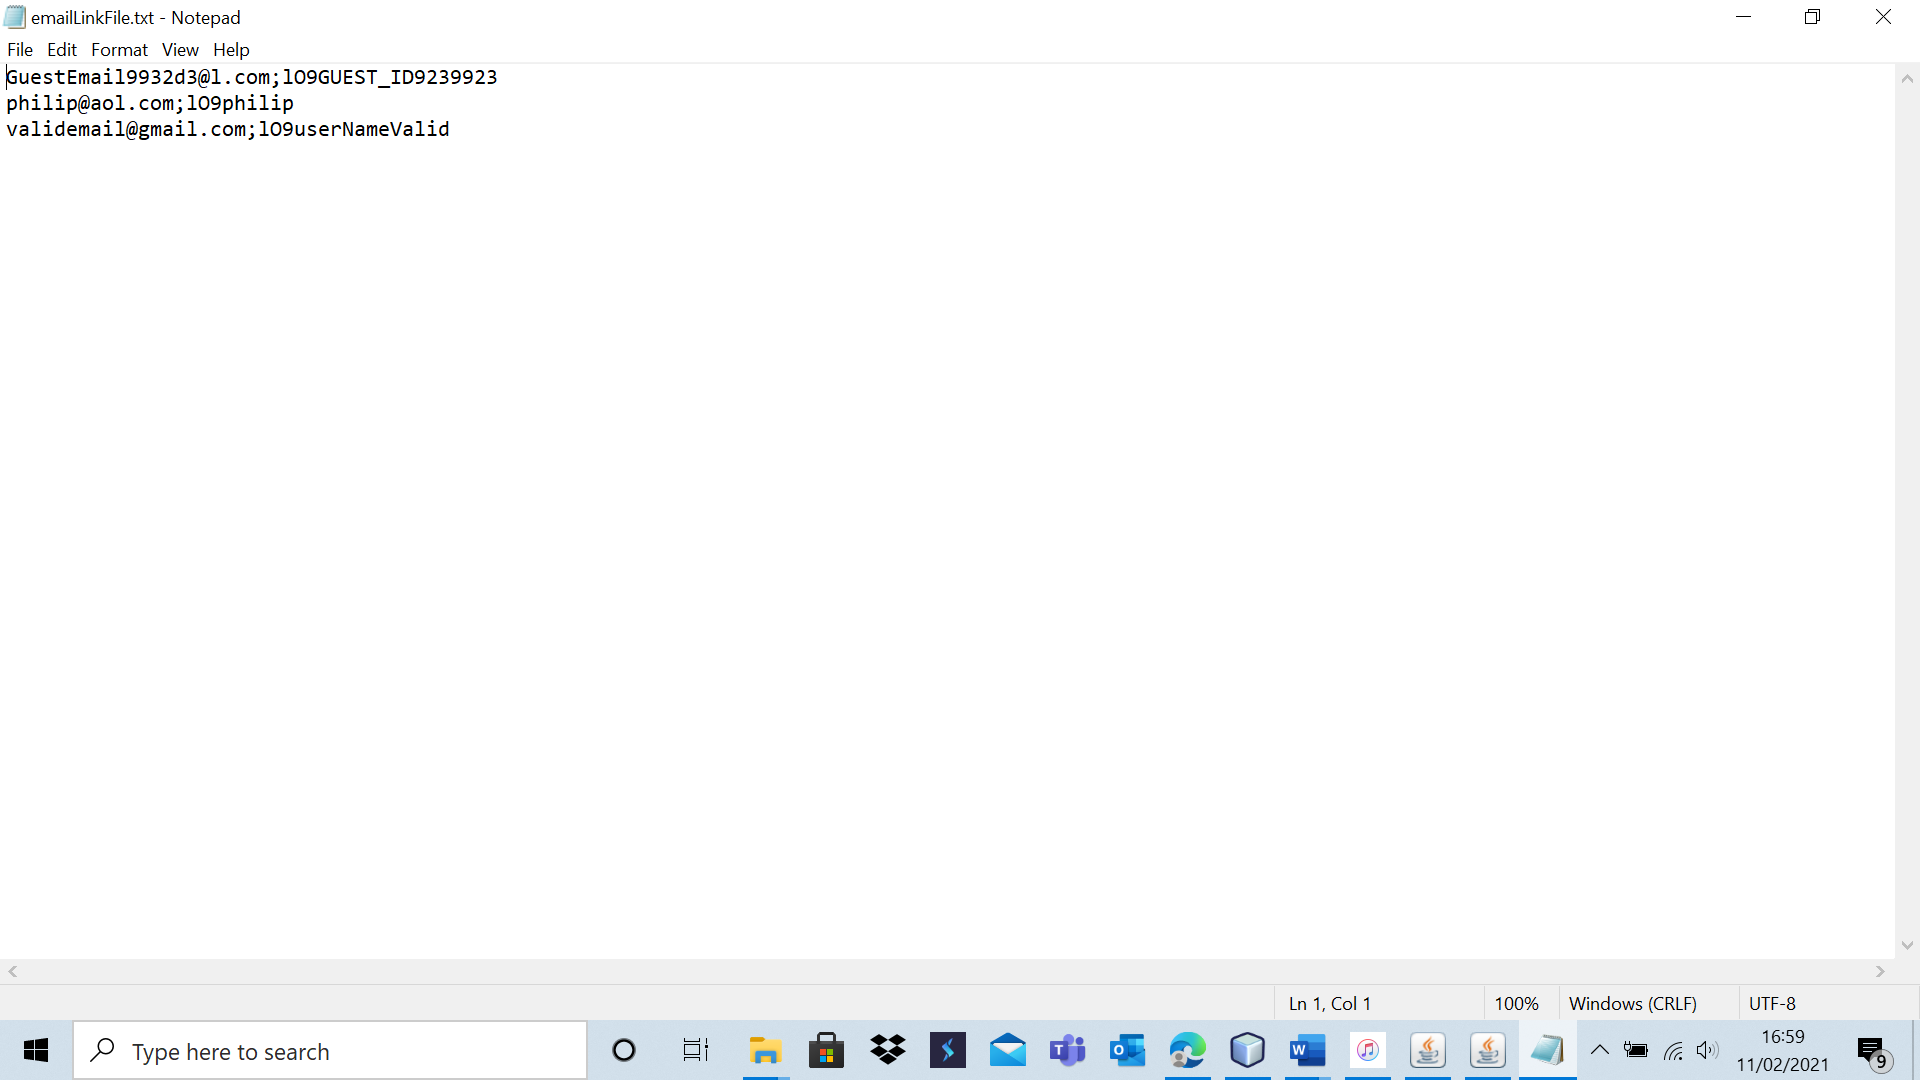 emailLinkFile.txt - Notepad
File Edit Format View Help
GuestEmail9932d3@l.com;lO9GUEST_ID9239923
philip@aol.com;lO9philip
validemail@gmail.com;lO9userNameValid
Ln 1, Col 1 100% Windows (CRLF) UTF-8
Type here to search
16:59
11/02/2021
9